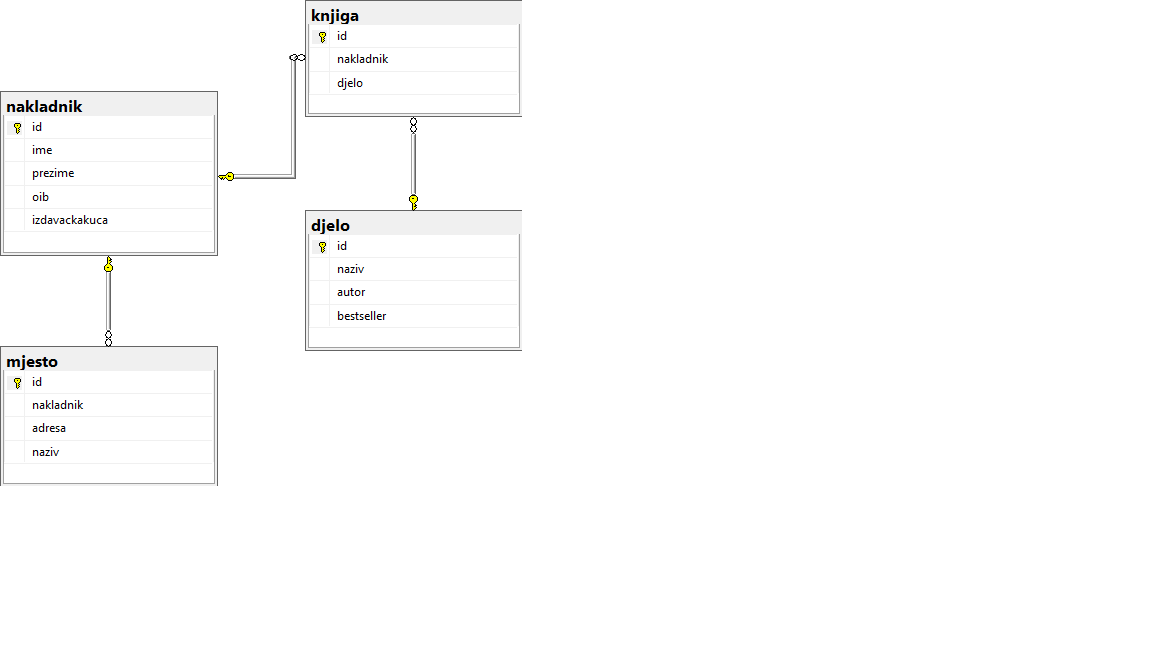 knjiga
id
nakladnik
djelo
nakladnik
id
ime
prezime
oib
izdavackakuca
djelo
id
naziv
autor
bestseller
mjesto
id
nakladnik
adresa
naziv